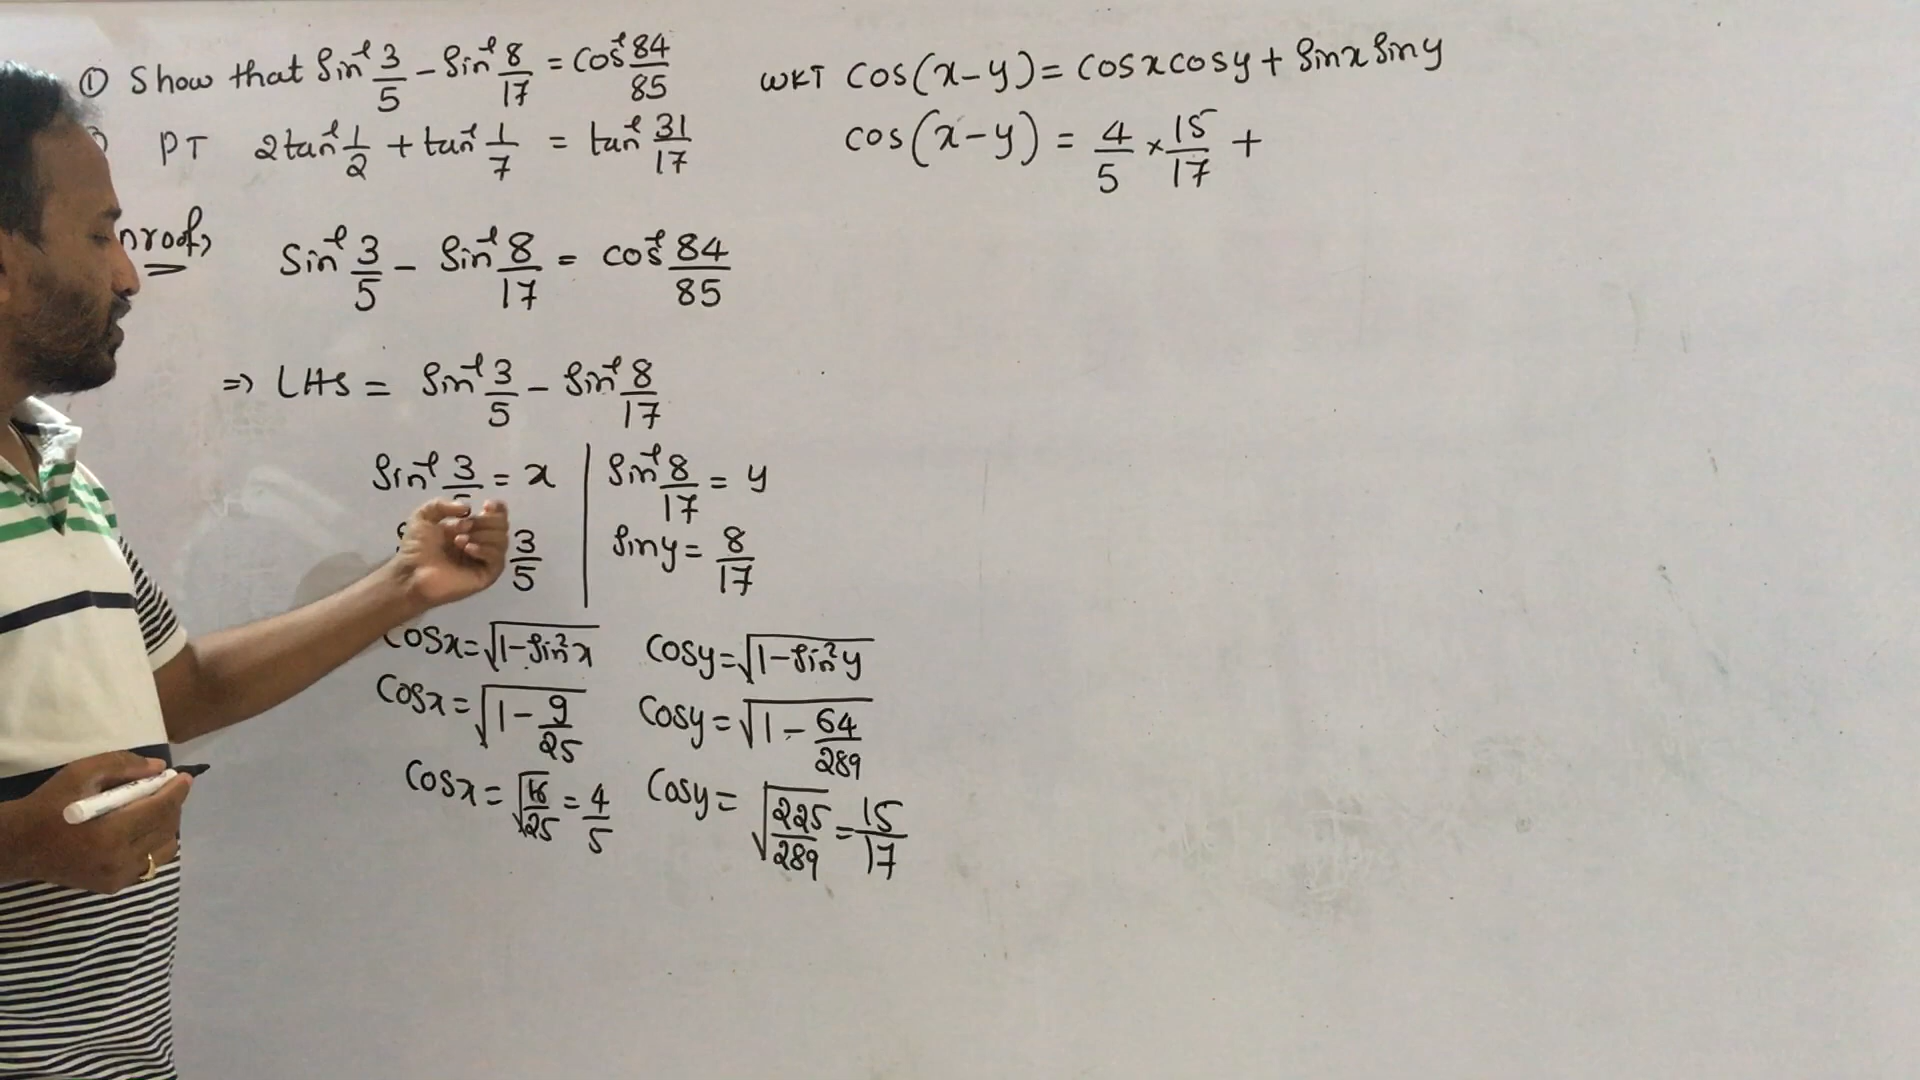 ① Show that Sin⁻¹ 3/5 - Sin⁻¹ 8/17 = Cos⁻¹ 84/85
PT 2tan⁻¹ 1/2 + tan⁻¹ 1/7 = tan⁻¹ 31/17
Sin⁻¹ 3/5 - Sin⁻¹ 8/17 = cos⁻¹ 84/85
⇒ LHS = Sin⁻¹ 3/5 - Sin⁻¹ 8/17
Sin⁻¹ 3/5 = x | Sin⁻¹ 8/17 = y
3/5 | Siny = 8/17
Cosx = √(1-Sin²x) Cosy = √(1-Sin²y)
Cosx = √(1 - 9/25) Cosy = √(1 - 64/289)
Cosx = √(16/25) = 4/5 Cosy = √(225/289) = 15/17
WKT Cos(x-y) = Cosx cosy + Sinx Siny
cos(x-y) = 4/5 × 15/17 +